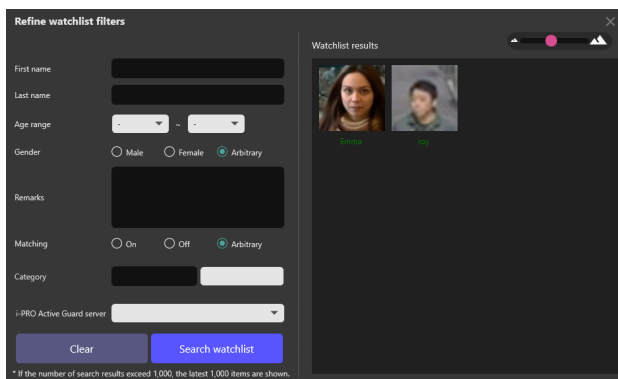 Refine watchlist filters
Watchlist results
First name
Last name
Age range
-
~
-
Gender
Male
Female
Arbitrary
Remarks
Matching
On
Off
Arbitrary
Category
i-PRO Active Guard server
Clear
Search watchlist
* If the number of search results exceed 1,000, the latest 1,000 items are shown.
Emma
roy